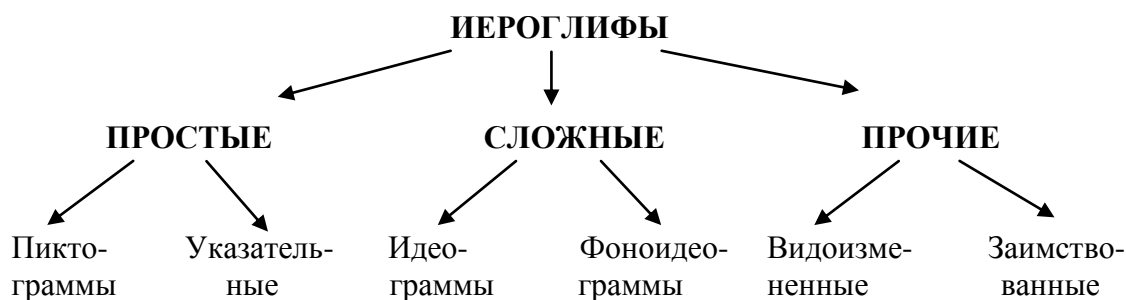 ИЕРОГЛИФЫ
ПРОСТЫЕ СЛОЖНЫЕ ПРОЧИЕ
Пикто- Указатель- Идео- Фоноидео- Видоизме- Заимство-
граммы ные граммы граммы ненные ванные